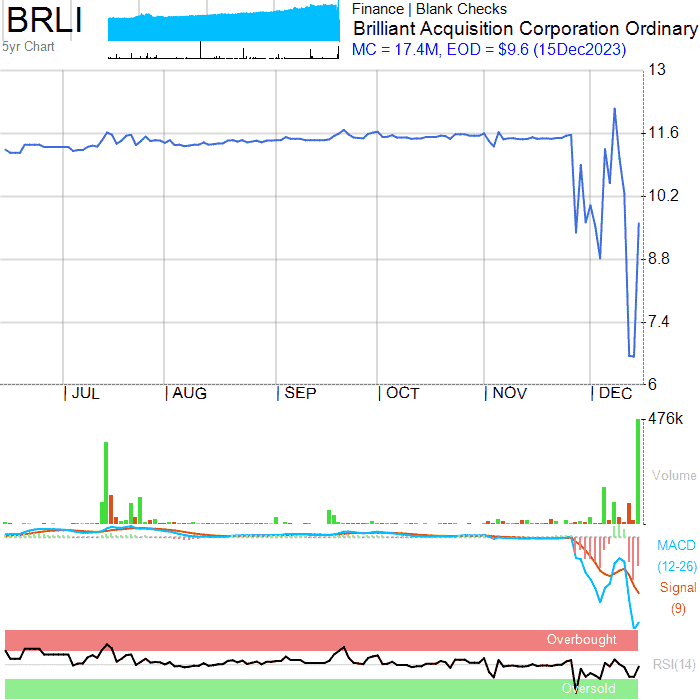 BRLI
5yr Chart
Finance | Blank Checks
Brilliant Acquisition Corporation Ordinary
MC = 17.4M, EOD = $9.6 (15Dec2023)
13
11.6
10.2
8.8
7.4
6
JUL
AUG
SEP
OCT
NOV
DEC
476k
Volume
MACD
(12-26)
Signal
(9)
Overbought
RSI(14)
Oversold